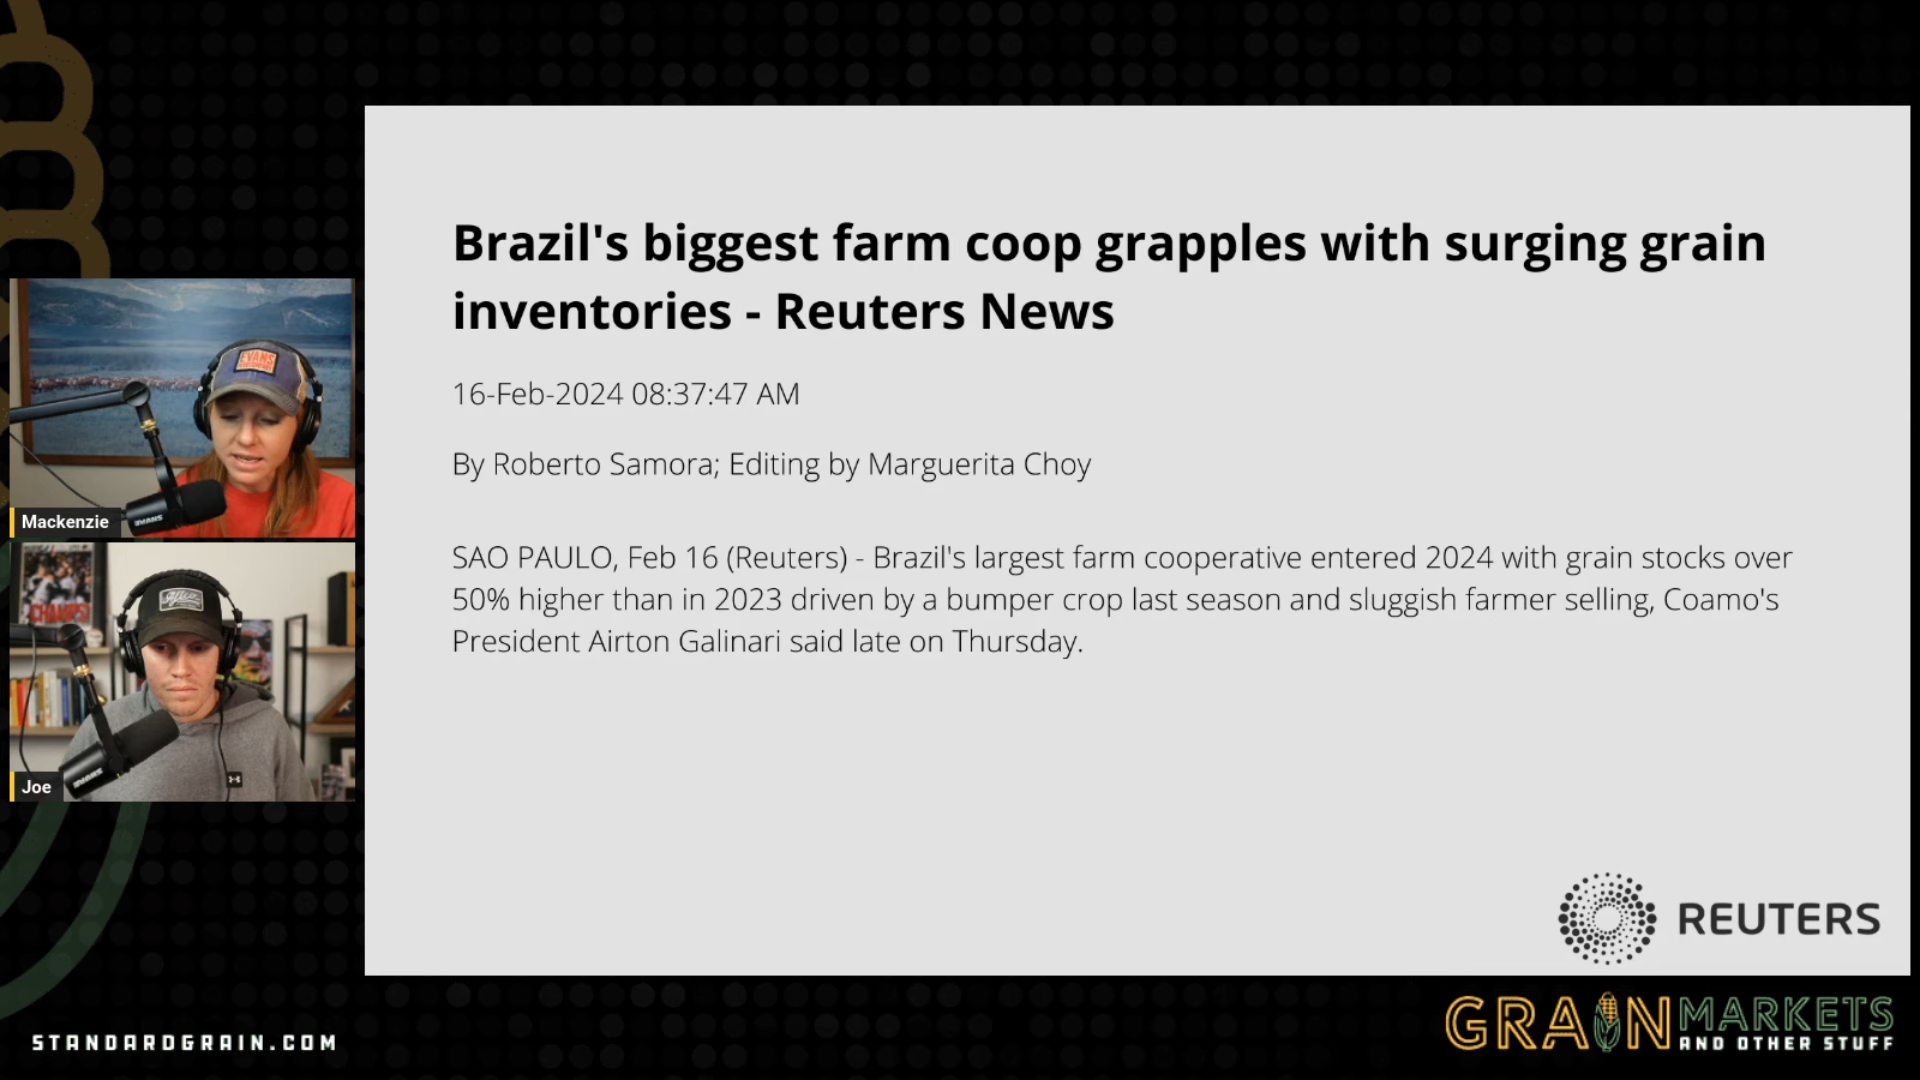 Brazil's biggest farm coop grapples with surging grain
inventories - Reuters News
16-Feb-2024 08:37:47 AM
By Roberto Samora; Editing by Marguerita Choy
SAO PAULO, Feb 16 (Reuters) - Brazil's largest farm cooperative entered 2024 with grain stocks over
50% higher than in 2023 driven by a bumper crop last season and sluggish farmer selling, Coamo's
President Airton Galinari said late on Thursday.
REUTERS
EVANS
Mackenzie
CHAMPS!
Aftco
Joe
STANDARDGRAIN.COM
GRAIN MARKETS
AND OTHER STUFF